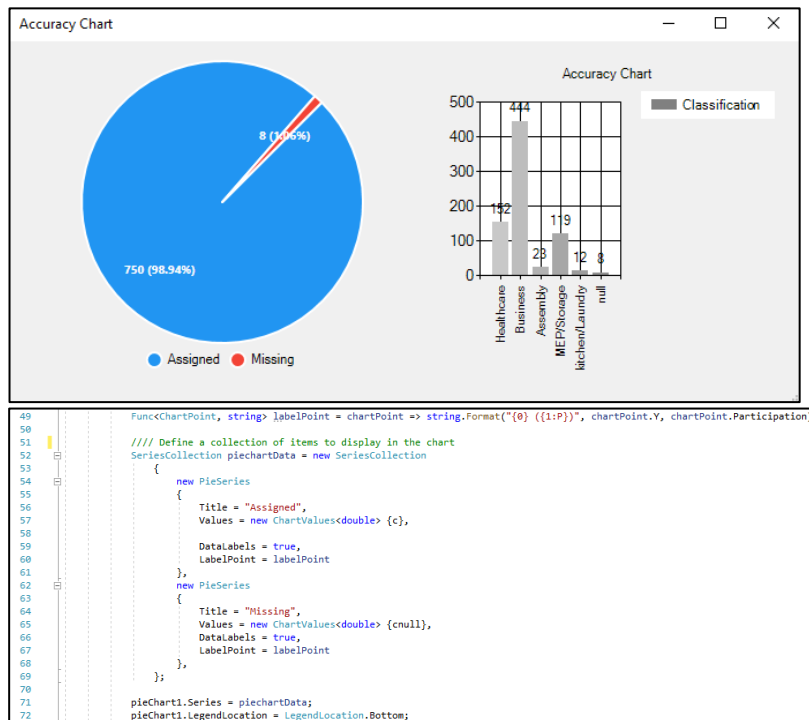 Accuracy Chart
8 (1.06%)
750 (98.94%)
Assigned Missing
Accuracy Chart
Classification
500
400
300
200
100
0
152
444
23
119
12
8
Healthcare
Business
Assembly
MEP/Storage
kitchen/Laundry
null
49 Func<ChartPoint, string> labelPoint = chartPoint => string.Format("{0} ({1:P})", chartPoint.Y, chartPoint.Participation)
50
51 //// Define a collection of items to display in the chart
52 SeriesCollection piechartData = new SeriesCollection
53 {
54 new PieSeries
55 {
56 Title = "Assigned",
57 Values = new ChartValues<double> {c},
58
59 DataLabels = true,
60 LabelPoint = labelPoint
61 },
62 new PieSeries
63 {
64 Title = "Missing",
65 Values = new ChartValues<double> {cnull},
66 DataLabels = true,
67 LabelPoint = labelPoint
68 },
69 };
70
71 pieChart1.Series = piechartData;
72 pieChart1.LegendLocation = LegendLocation.Bottom;